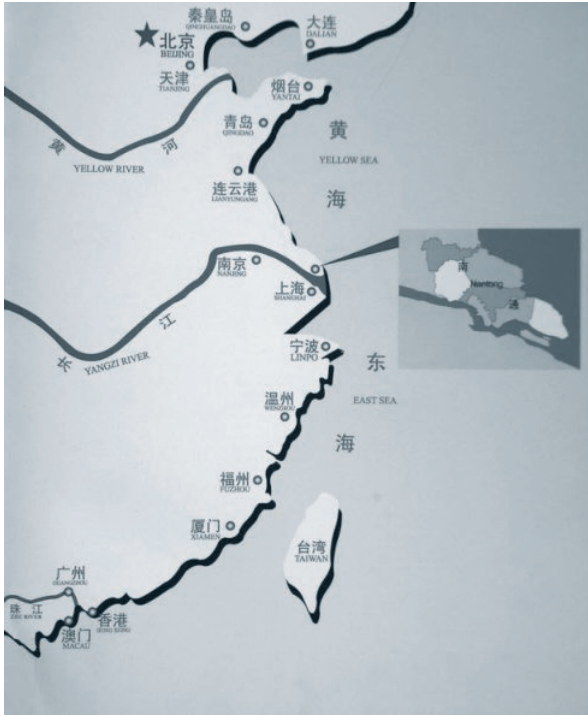 秦皇岛
大连
DALIAN
北京
BEIJING
天津
TIANJING
烟台
YANTAI
青岛
QINGDAO
黄
海
YELLOW SEA
黄 河
YELLOW RIVER
连云港
LIANYUNGANG
南京
NANJING
上海
SHANGHAI
南
Nantong
通
长 江
YANGZI RIVER
宁波
LINPO
东
海
EAST SEA
温州
WENZHOU
福州
FUZHOU
厦门
XIAMEN
台湾
TAIWAN
广州
GUANGZHOU
珠 江
香港
HONG KONG
澳门
MACAU